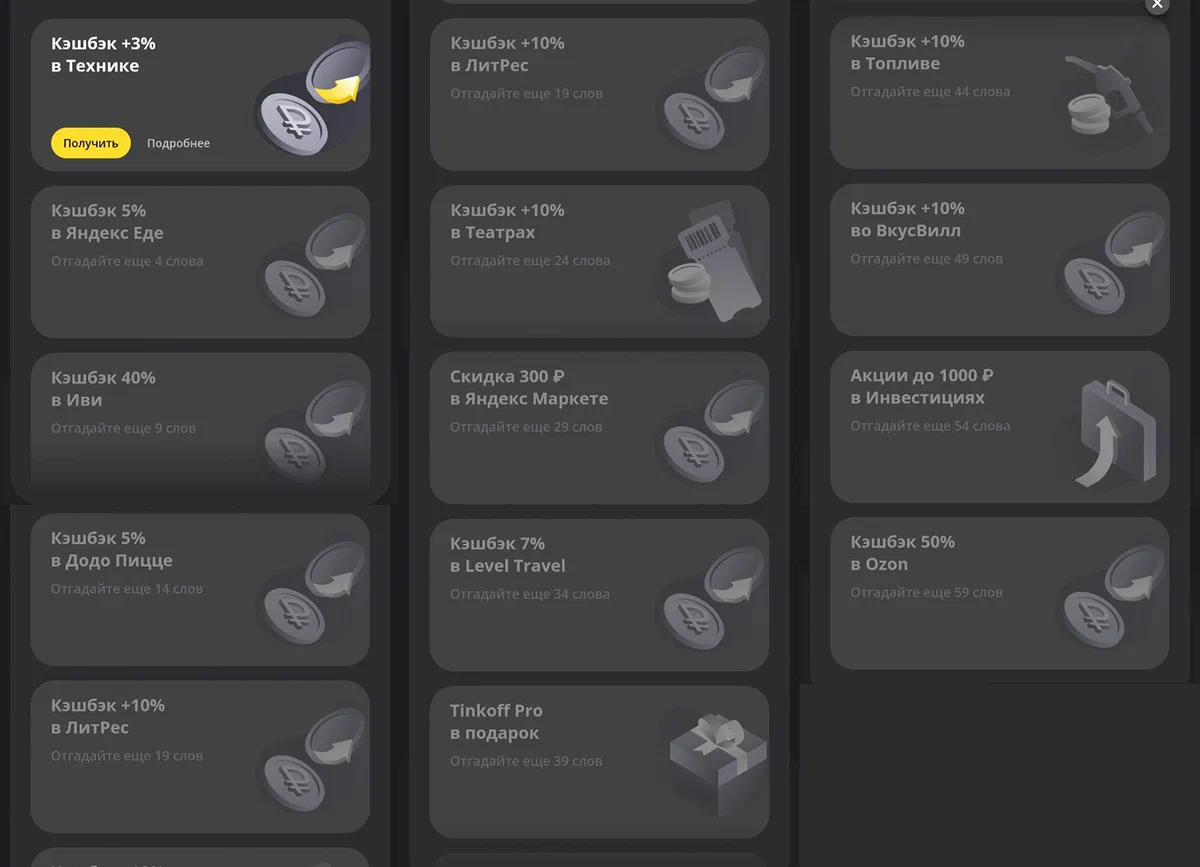 Кэшбэк +3%
в Технике
Получить
Подробнее
Кэшбэк 5%
в Яндекс Еде
Отгадайте еще 4 слова
Кэшбэк 40%
в Иви
Отгадайте еще 9 слов
Кэшбэк 5%
в Додо Пицце
Отгадайте еще 14 слов
Кэшбэк +10%
в ЛитРес
Отгадайте еще 19 слов
Кэшбэк +10%
в ЛитРес
Отгадайте еще 19 слов
Кэшбэк +10%
в Театрах
Отгадайте еще 24 слова
Скидка 300 ₽
в Яндекс Маркете
Отгадайте еще 29 слов
Кэшбэк 7%
в Level Travel
Отгадайте еще 34 слова
Tinkoff Pro
в подарок
Отгадайте еще 39 слов
Кэшбэк +10%
в Топливе
Отгадайте еще 44 слова
Кэшбэк +10%
во ВкусВилл
Отгадайте еще 49 слов
Акции до 1000 ₽
в Инвестициях
Отгадайте еще 54 слова
Кэшбэк 50%
в Ozon
Отгадайте еще 59 слов